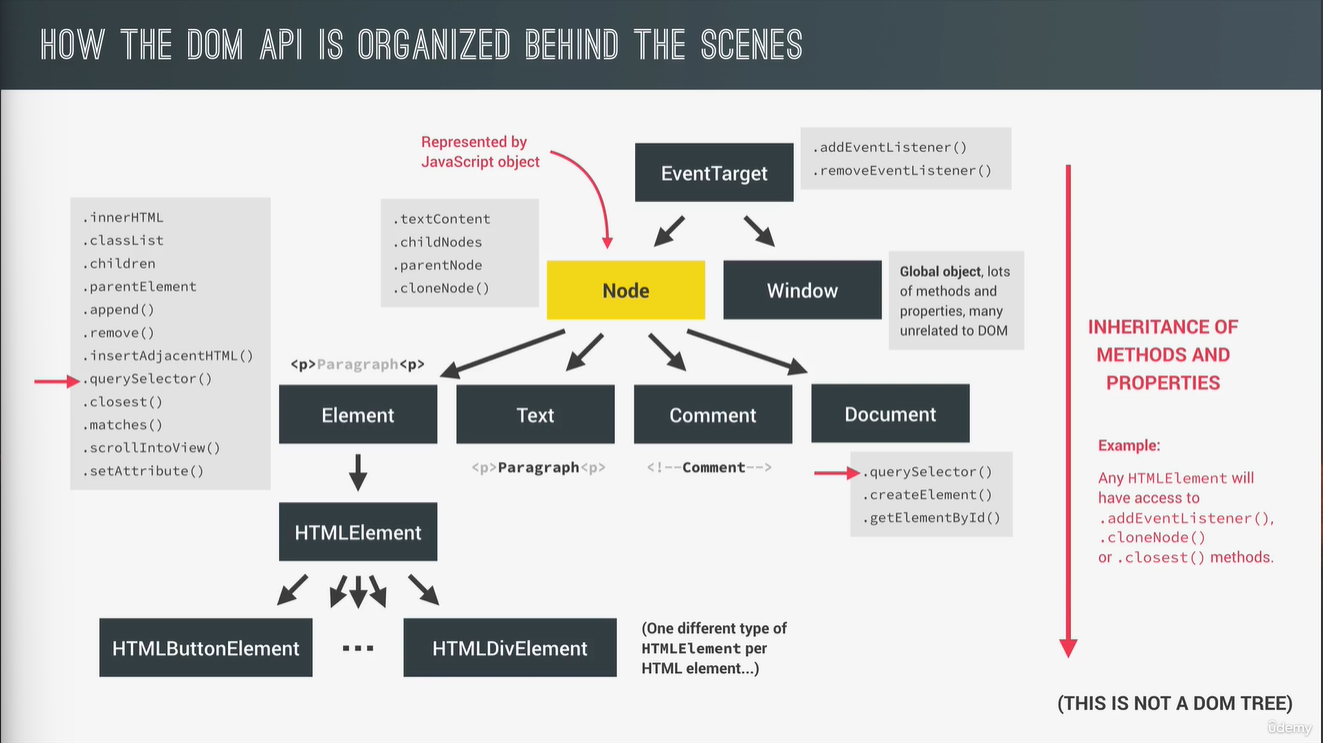 HOW THE DOM API IS ORGANIZED BEHIND THE SCENES
Represented by
JavaScript object
EventTarget
.addEventListener()
.removeEventListener()
.innerHTML
.classList
.children
.parentElement
.append()
.remove()
.insertAdjacentHTML()
.querySelector()
.closest()
.matches()
.scrollIntoView()
.setAttribute()
.textContent
.childNodes
.parentNode
.cloneNode()
Node
Window
Global object, lots
of methods and
properties, many
unrelated to DOM
<p>Paragraph<p>
Element
Text
Comment
Document
<p>Paragraph<p>
<!--Comment-->
.querySelector()
.createElement()
.getElementById()
HTMLElement
HTMLButtonElement
...
HTMLDivElement
(One different type of
HTMLElement per
HTML element...)
INHERITANCE OF
METHODS AND
PROPERTIES
Example:
Any HTMLElement will
have access to
.addEventListener(),
.cloneNode()
or .closest() methods.
(THIS IS NOT A DOM TREE)
ûdemy